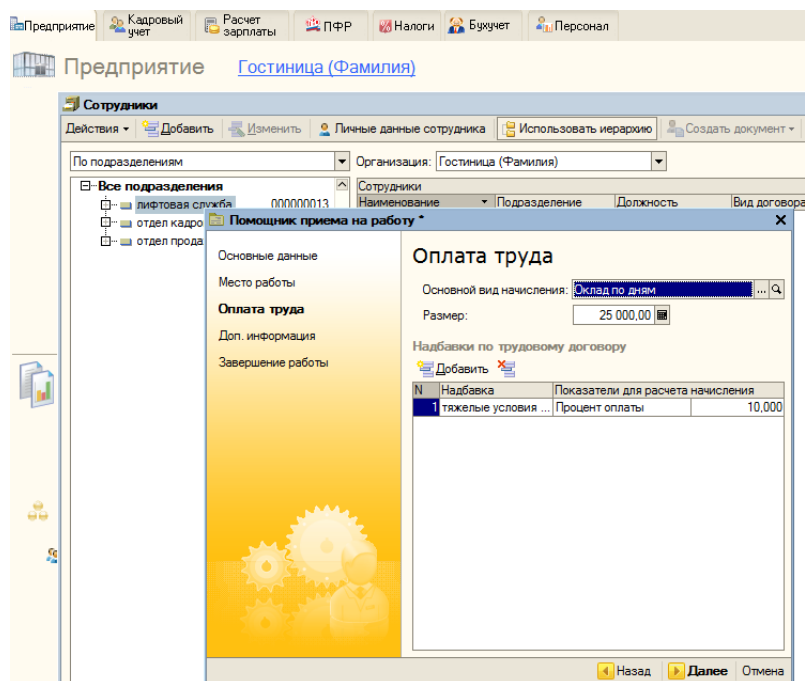 Предприятие Кадровый учет Расчет зарплаты ПФР Налоги Бухучет Персонал
Предприятие Гостиница (Фамилия)
Сотрудники
Действия Добавить Изменить Личные данные сотрудника Использовать иерархию Создать документ
По подразделениям Организация: Гостиница (Фамилия)
Все подразделения Сотрудники
лифтовая служба 000000013 Наименование Подразделение Должность Вид договора
отдел кадро Помощник приема на работу *
отдел прода
Основные данные
Место работы
Оплата труда
Доп. информация
Завершение работы
Оплата труда
Основной вид начисления: Оклад по дням ...
Размер: 25 000,00
Надбавки по трудовому договору
Добавить
N Надбавка Показатели для расчета начисления
1 тяжелые условия ... Процент оплаты 10,000
Назад Далее Отмена